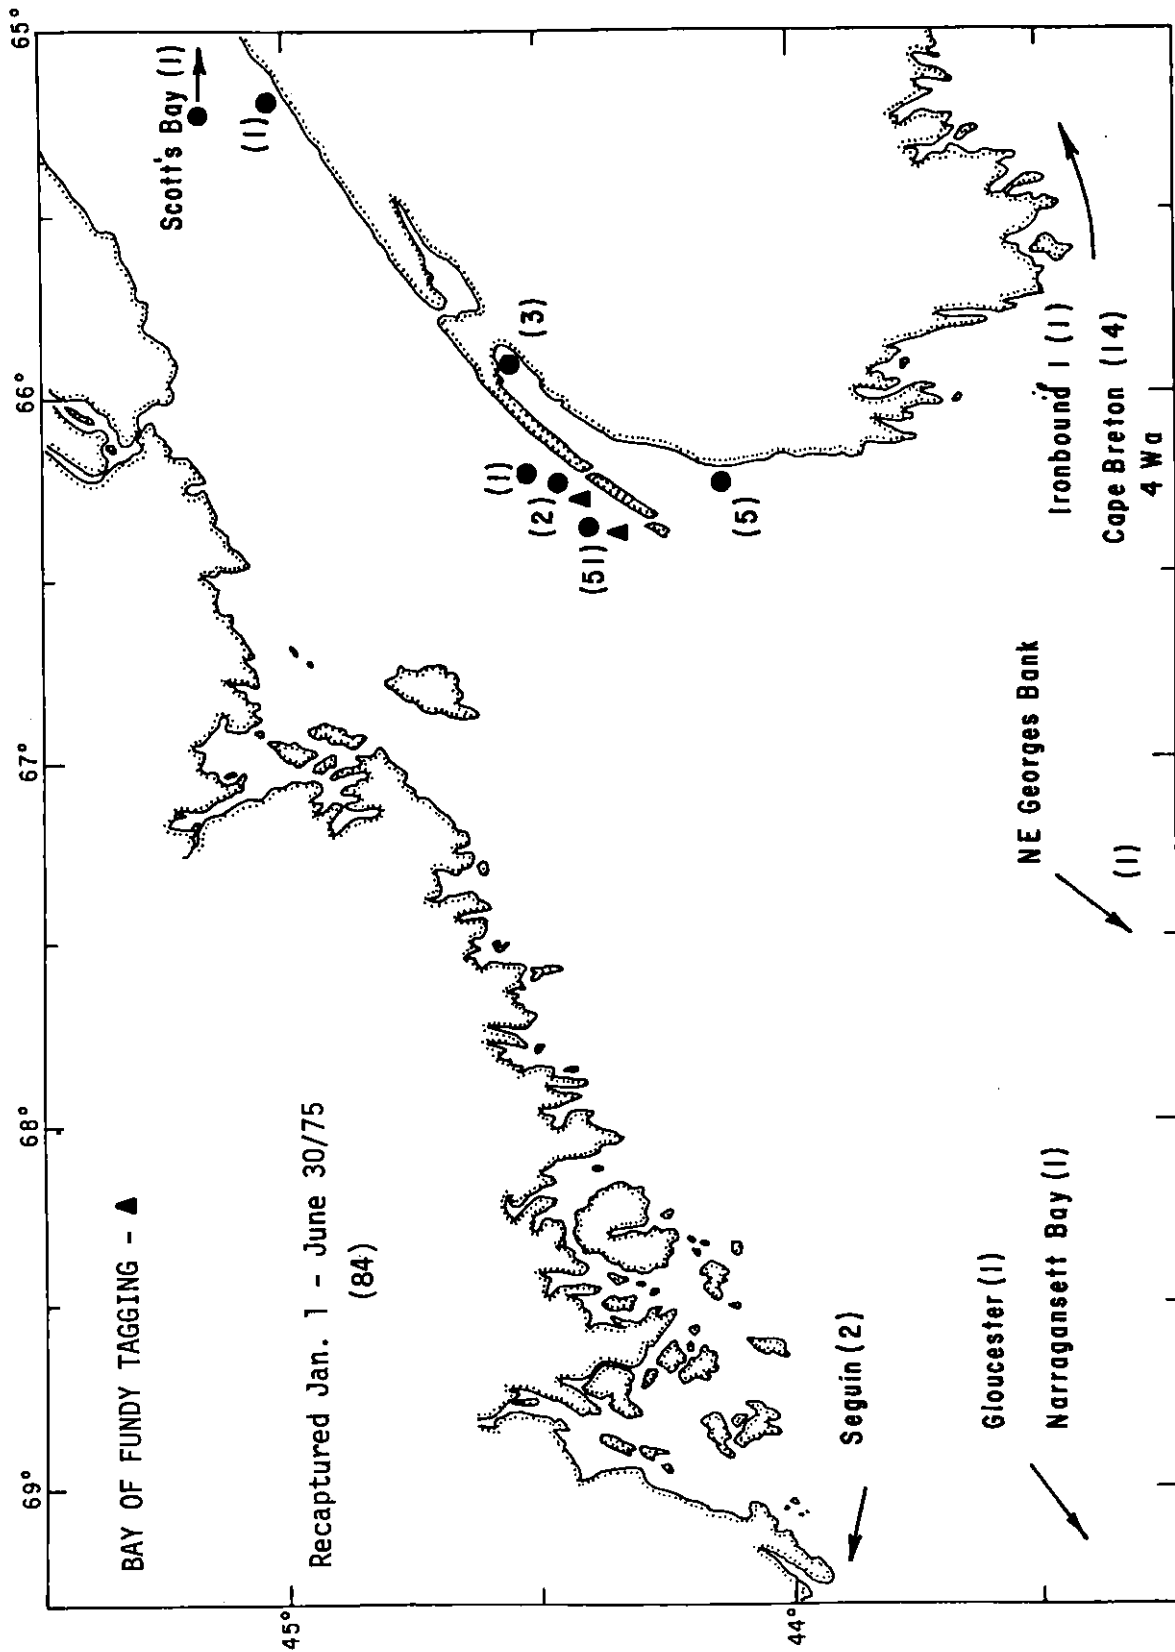 69°
68°
67°
66°
65°
BAY OF FUNDY TAGGING - ▲
Recaptured Jan. 1 - June 30/75
(84)
Scott's Bay (1)
(1)
45°
(3)
(1)
(2)
(51)
(5)
44°
Seguin (2)
Gloucester (1)
Narragansett Bay (1)
NE Georges Bank
(1)
Ironbound I (1)
Cape Breton (14)
4 Wa